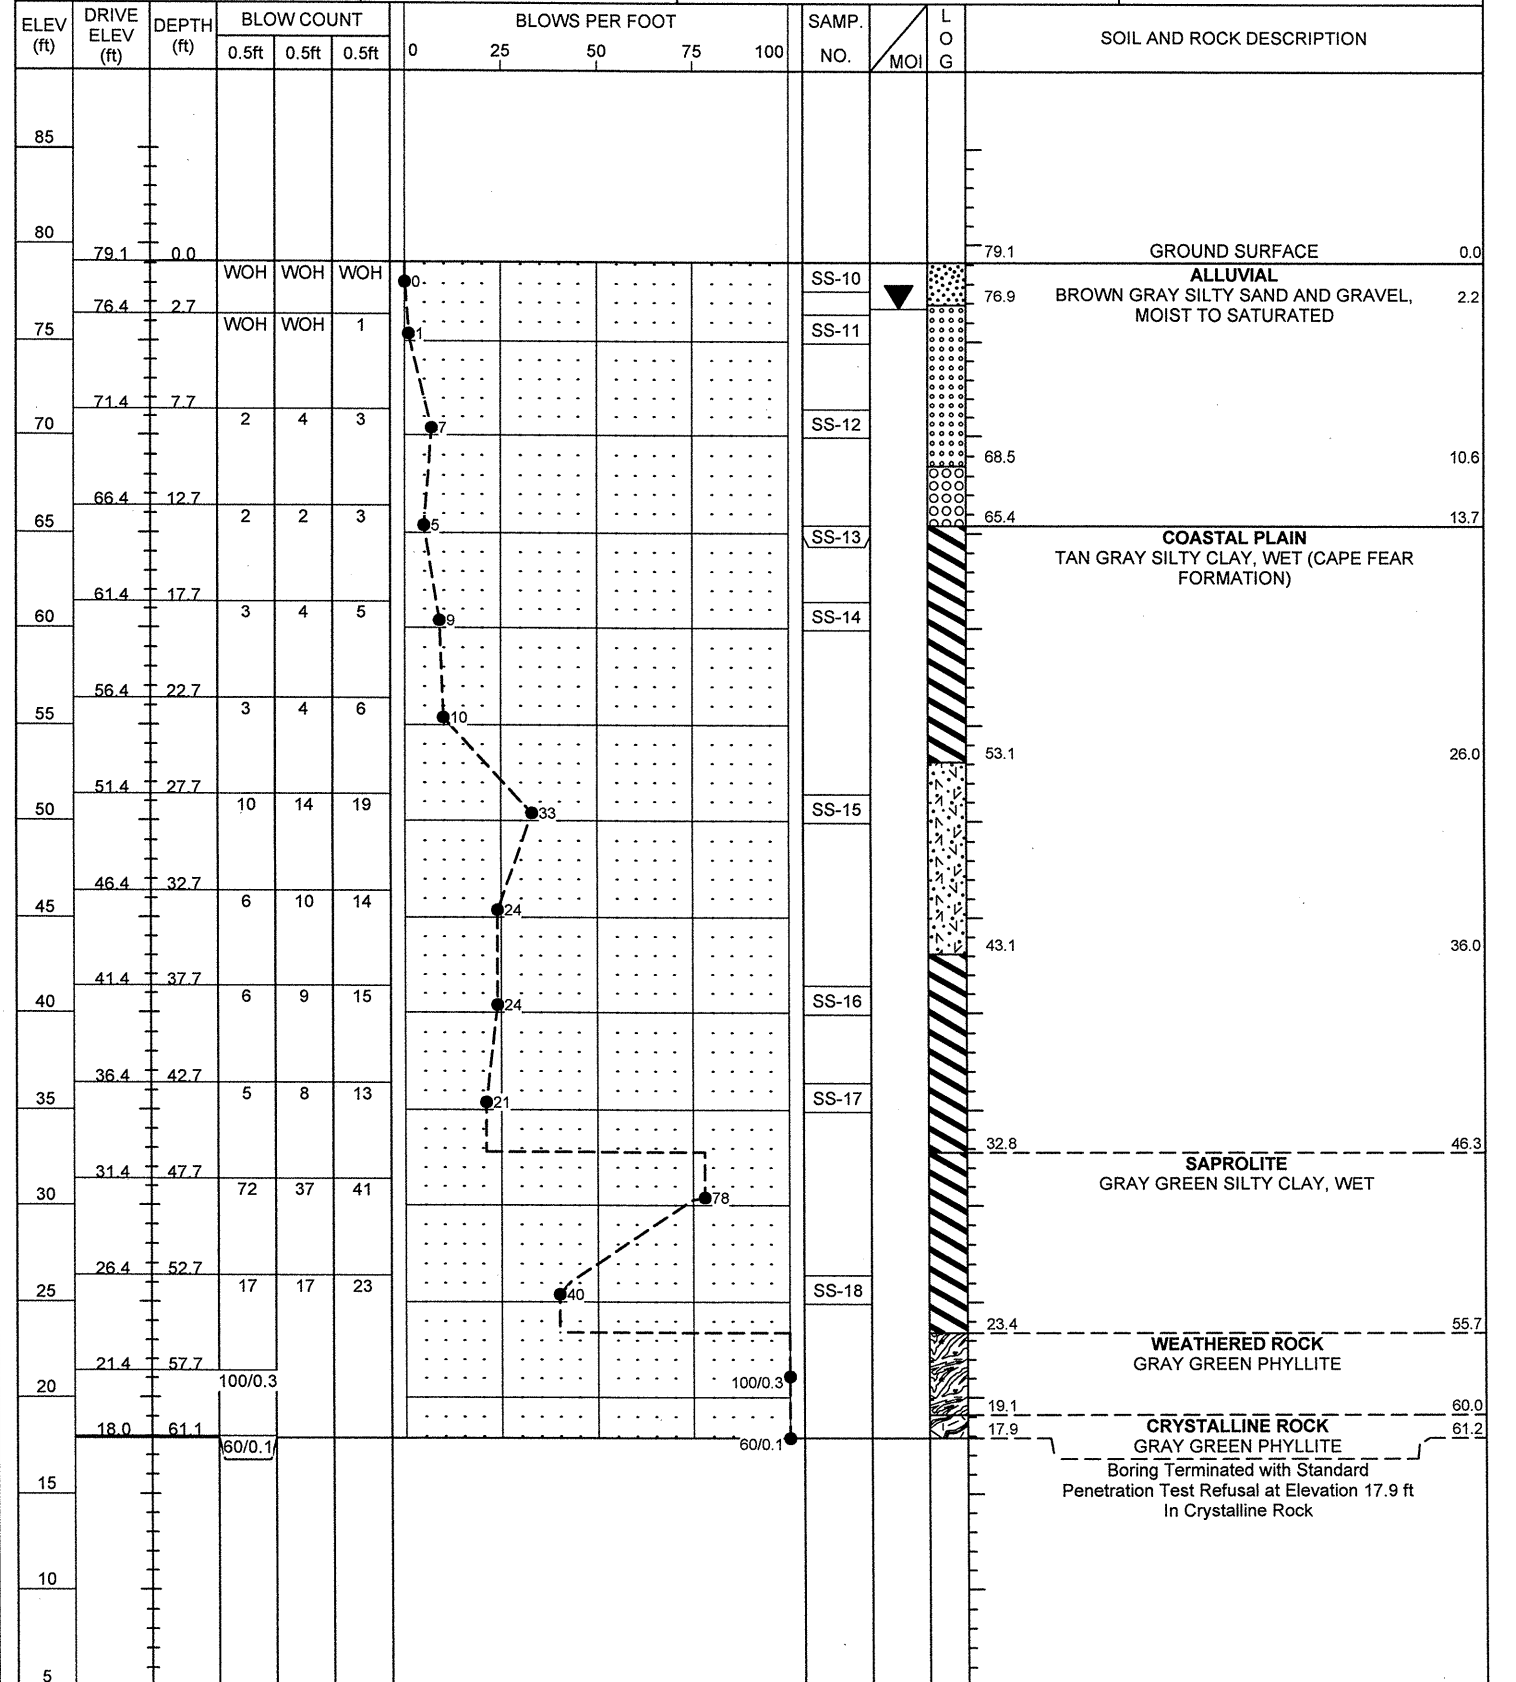 ELEV (ft) DRIVE ELEV (ft) DEPTH (ft) BLOW COUNT BLOWS PER FOOT SAMP. NO. MOI LOG SOIL AND ROCK DESCRIPTION
0.5ft 0.5ft 0.5ft 0 25 50 75 100
85
80
79.1 0.0 79.1 GROUND SURFACE 0.0
WOH WOH WOH 0 SS-10 ALLUVIAL
76.9 BROWN GRAY SILTY SAND AND GRAVEL, 2.2
76.4 2.7 MOIST TO SATURATED
75 WOH WOH 1 1 SS-11
71.4 7.7
70 2 4 3 7 SS-12
68.5 10.6
66.4 12.7
65 2 2 3 5 65.4 13.7
SS-13 COASTAL PLAIN
TAN GRAY SILTY CLAY, WET (CAPE FEAR
FORMATION)
61.4 17.7
60 3 4 5 9 SS-14
56.4 22.7
55 3 4 6 10
53.1 26.0
51.4 27.7
50 10 14 19 33 SS-15
46.4 32.7
45 6 10 14 24
43.1 36.0
41.4 37.7
40 6 9 15 24 SS-16
36.4 42.7
35 5 8 13 21 SS-17
32.8 46.3
SAPROLITE
31.4 47.7
GRAY GREEN SILTY CLAY, WET
30 72 37 41 78
26.4 52.7
25 17 17 23 40 SS-18
23.4 55.7
WEATHERED ROCK
21.4 57.7 GRAY GREEN PHYLLITE
100/0.3 100/0.3
20
19.1 60.0
18.0 61.1 CRYSTALLINE ROCK
17.9 61.2
60/0.1 60/0.1 GRAY GREEN PHYLLITE
Boring Terminated with Standard
15 Penetration Test Refusal at Elevation 17.9 ft
In Crystalline Rock
10
5